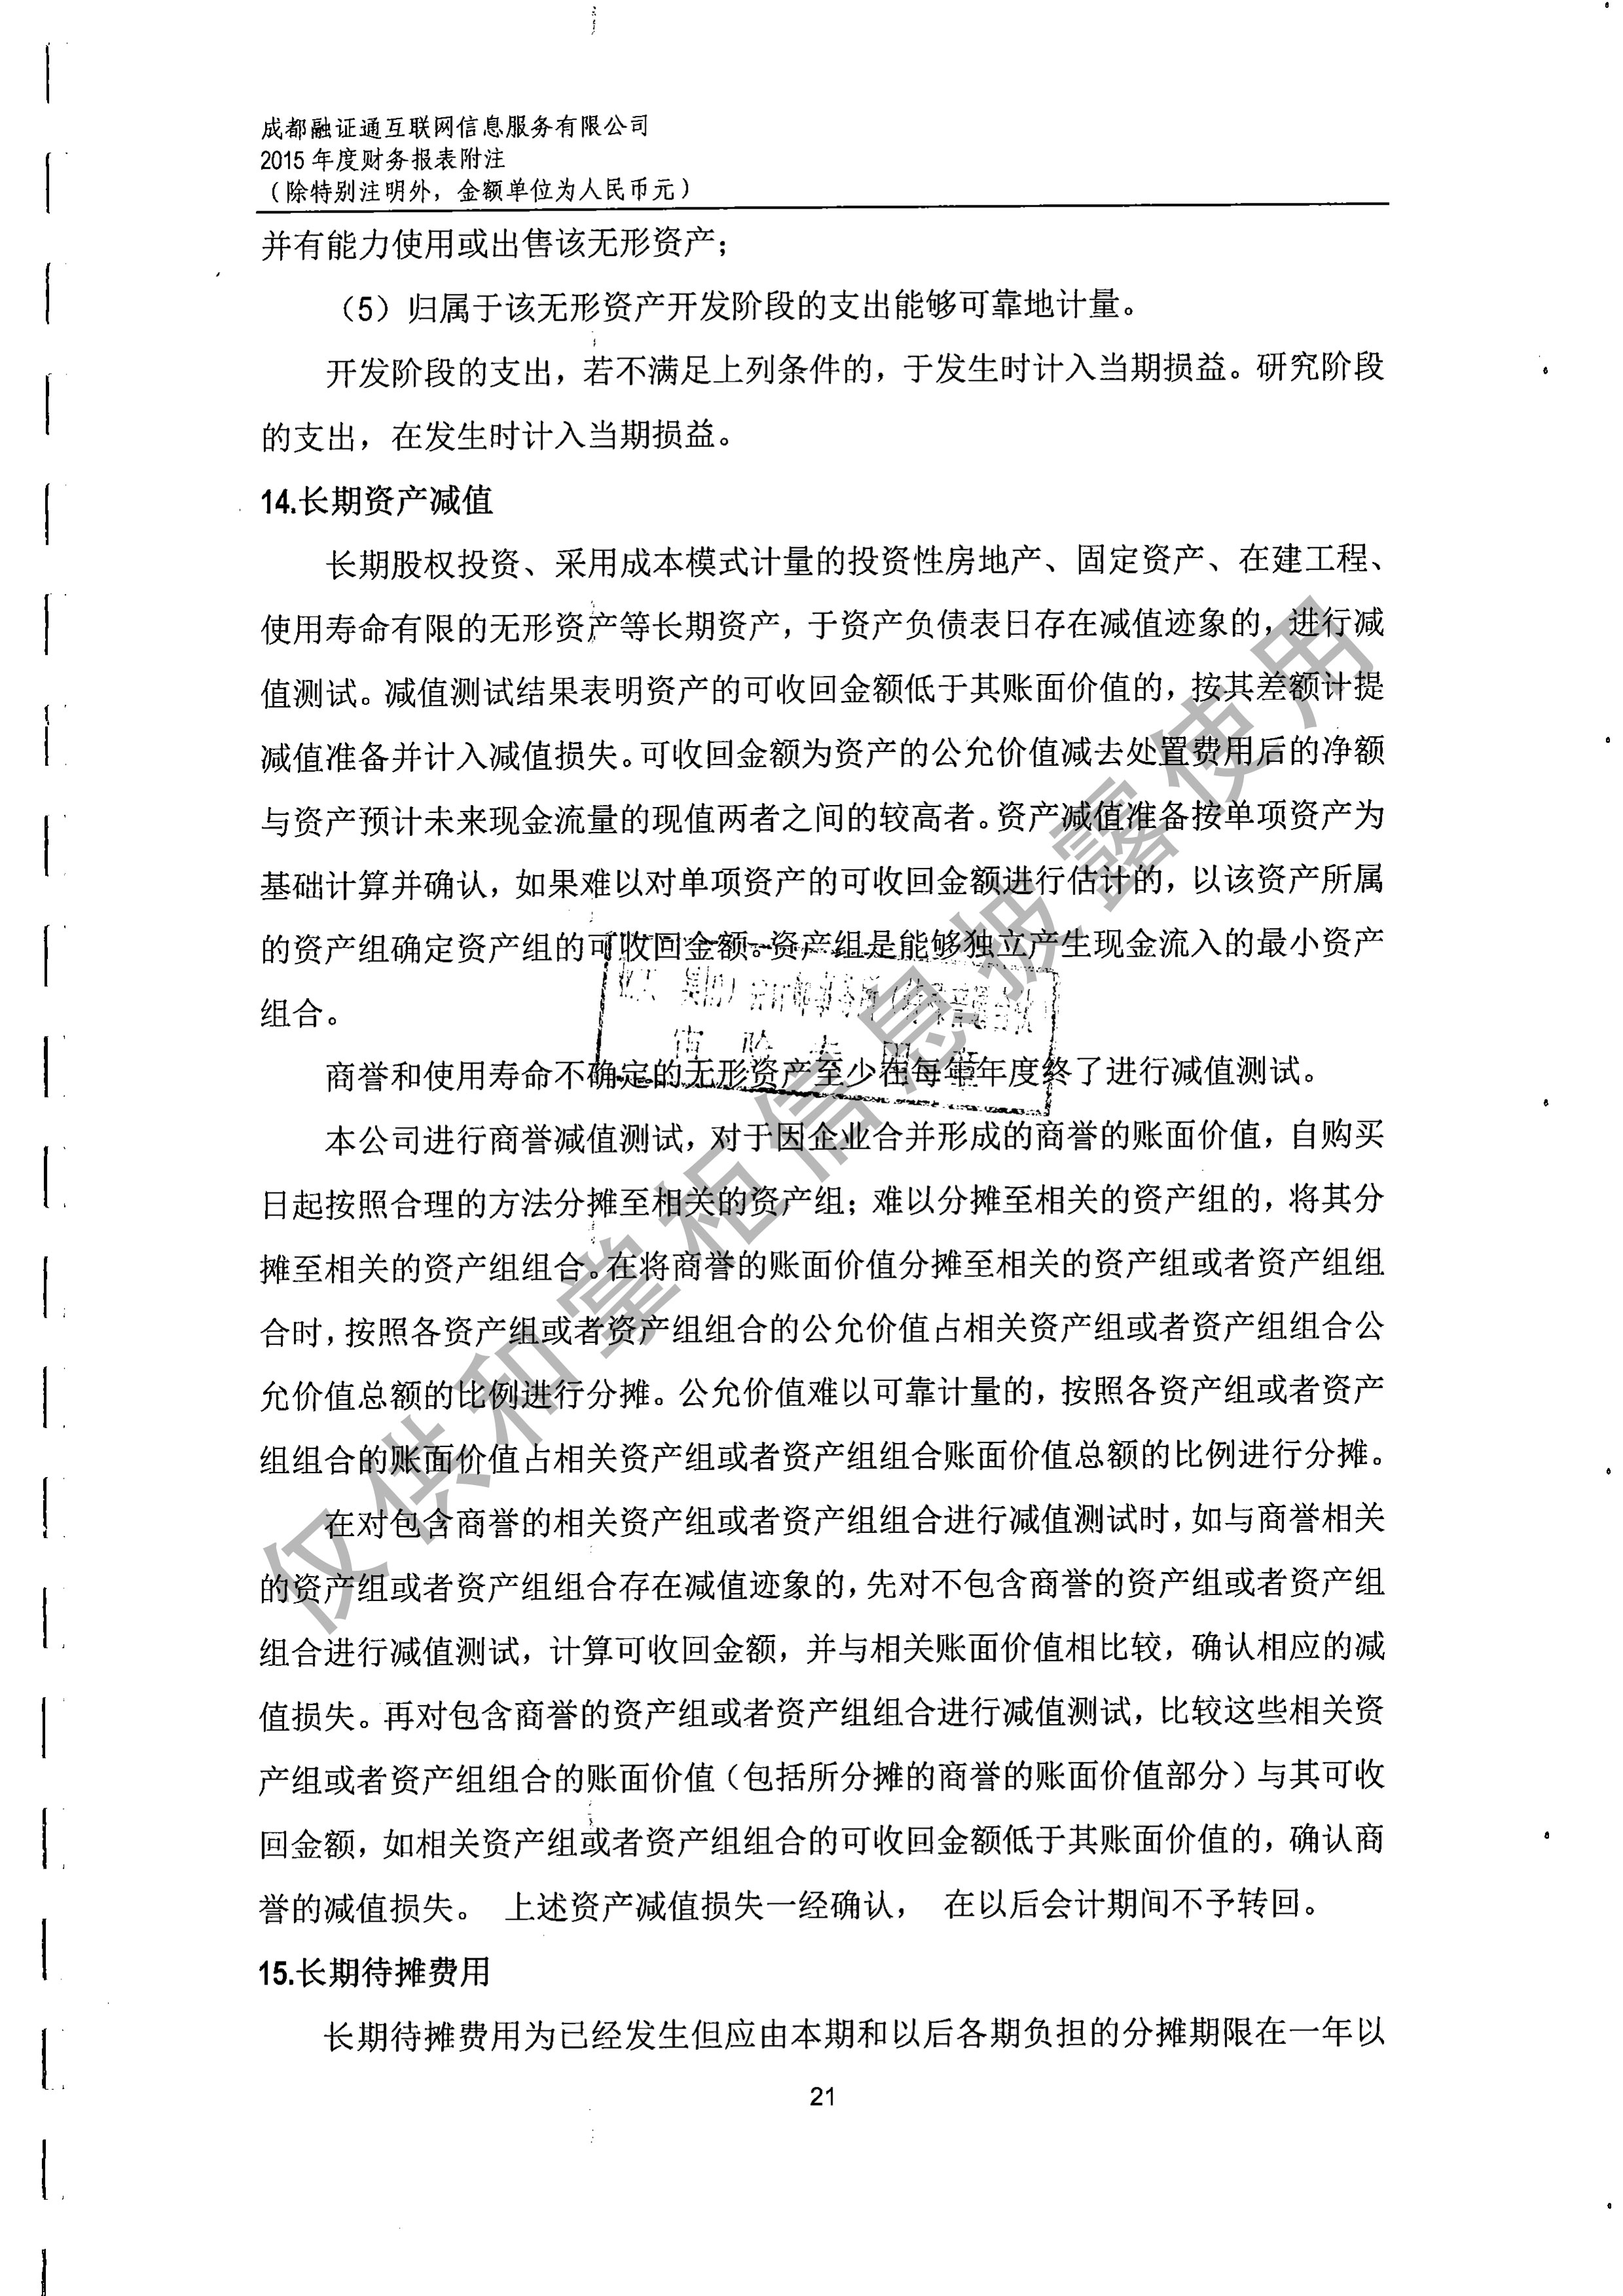 成都融证通互联网信息服务有限公司
2015 年度财务报表附注
（除特别注明外，金额单位为人民币元）
并有能力使用或出售该无形资产；
（5）归属于该无形资产开发阶段的支出能够可靠地计量。
开发阶段的支出，若不满足上列条件的，于发生时计入当期损益。研究阶段
的支出，在发生时计入当期损益。
14.长期资产减值
长期股权投资、采用成本模式计量的投资性房地产、固定资产、在建工程、
使用寿命有限的无形资产等长期资产，于资产负债表日存在减值迹象的，进行减
值测试。减值测试结果表明资产的可收回金额低于其账面价值的，按其差额计提
减值准备并计入减值损失。可收回金额为资产的公允价值减去处置费用后的净额
与资产预计未来现金流量的现值两者之间的较高者。资产减值准备按单项资产为
基础计算并确认，如果难以对单项资产的可收回金额进行估计的，以该资产所属
的资产组确定资产组的可收回金额。资产组是能够独立产生现金流入的最小资产
组合。
商誉和使用寿命不确定的无形资产至少在每年年度终了进行减值测试。
本公司进行商誉减值测试，对于因企业合并形成的商誉的账面价值，自购买
日起按照合理的方法分摊至相关的资产组；难以分摊至相关的资产组的，将其分
摊至相关的资产组组合。在将商誉的账面价值分摊至相关的资产组或者资产组组
合时，按照各资产组或者资产组组合的公允价值占相关资产组或者资产组组合公
允价值总额的比例进行分摊。公允价值难以可靠计量的，按照各资产组或者资产
组组合的账面价值占相关资产组或者资产组组合账面价值总额的比例进行分摊。
在对包含商誉的相关资产组或者资产组组合进行减值测试时，如与商誉相关
的资产组或者资产组组合存在减值迹象的，先对不包含商誉的资产组或者资产组
组合进行减值测试，计算可收回金额，并与相关账面价值相比较，确认相应的减
值损失。再对包含商誉的资产组或者资产组组合进行减值测试，比较这些相关资
产组或者资产组组合的账面价值（包括所分摊的商誉的账面价值部分）与其可收
回金额，如相关资产组或者资产组组合的可收回金额低于其账面价值的，确认商
誉的减值损失。 上述资产减值损失一经确认， 在以后会计期间不予转回。
15.长期待摊费用
长期待摊费用为已经发生但应由本期和以后各期负担的分摊期限在一年以
21
仅供和掌柜信息披露使用